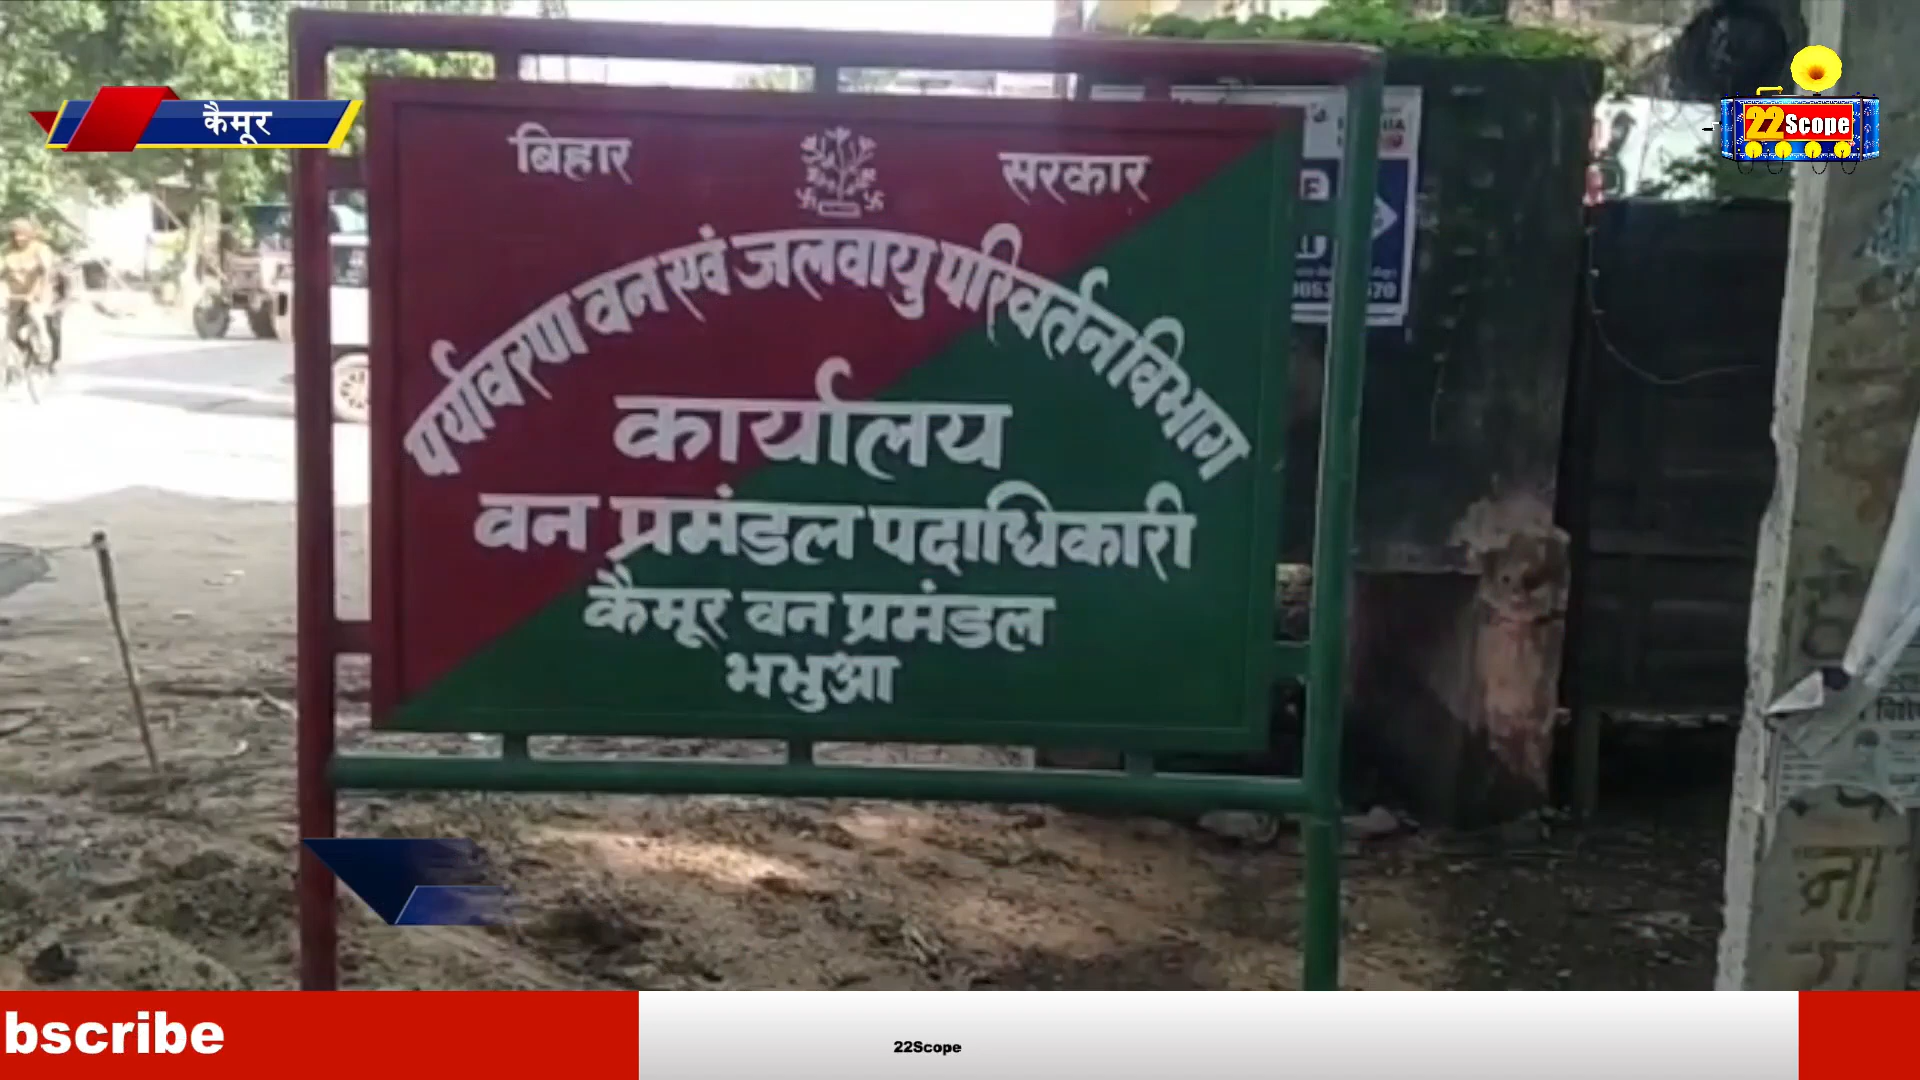 कैमूर
22Scope
बिहार सरकार
पर्यावरण वन एवं जलवायु परिवर्तन विभाग
कार्यालय
वन प्रमंडल पदाधिकारी
कैमूर वन प्रमंडल
भभुआ
ना
bscribe
22Scope